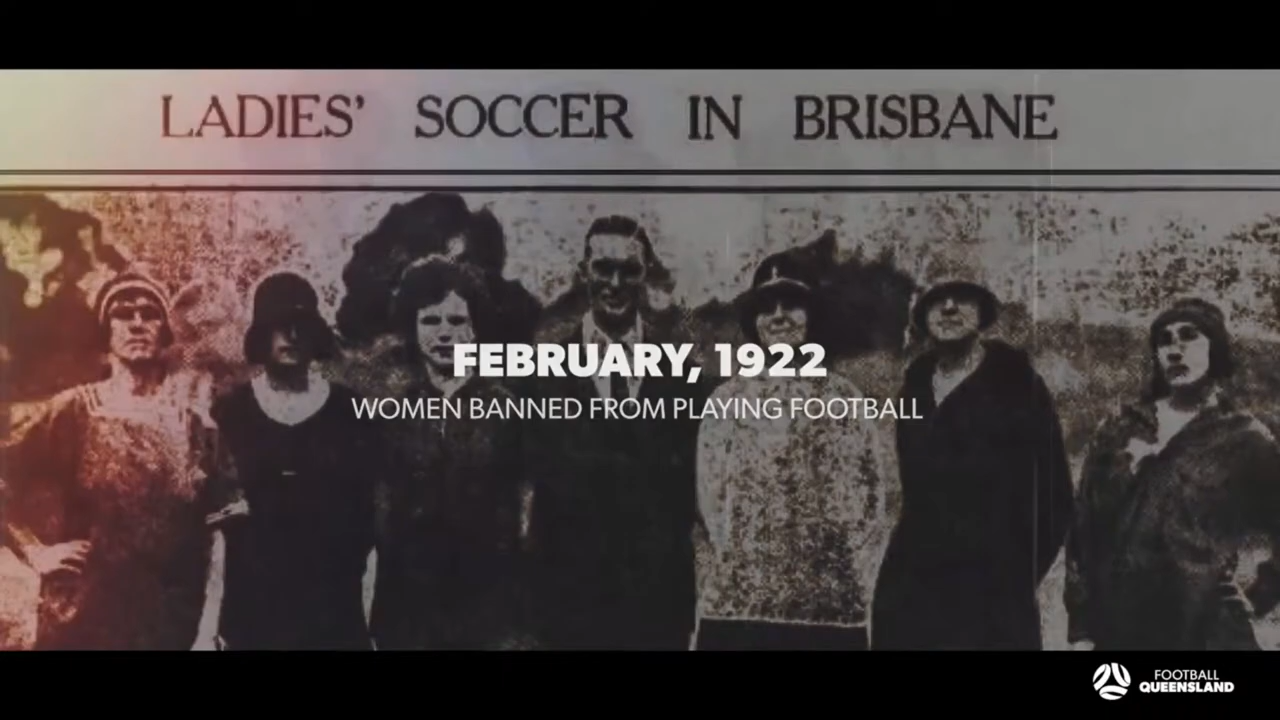 LADIES' SOCCER IN BRISBANE
FEBRUARY, 1922
WOMEN BANNED FROM PLAYING FOOTBALL
FOOTBALL
QUEENSLAND